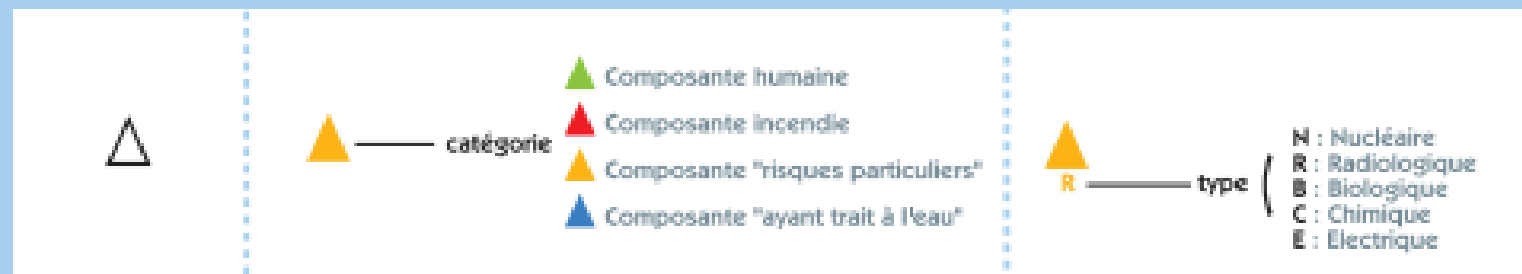 catégorie
Composante humaine
Composante incendie
Composante "risques particuliers"
Composante "ayant trait à l'eau"
R
type
N : Nucléaire
R : Radiologique
B : Biologique
C : Chimique
E : Electrique